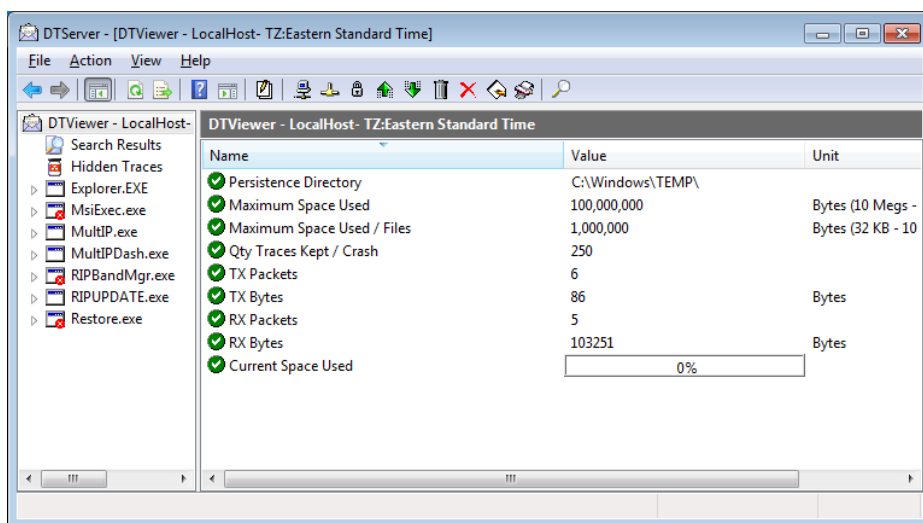 DTServer - [DTViewer - LocalHost- TZ:Eastern Standard Time]
File Action View Help
DTViewer - LocalHost-
Search Results
Hidden Traces
Explorer.EXE
MsiExec.exe
MultIP.exe
MultIPDash.exe
RIPBandMgr.exe
RIPUPDATE.exe
Restore.exe
DTViewer - LocalHost- TZ:Eastern Standard Time
Name Value Unit
Persistence Directory C:\Windows\TEMP\
Maximum Space Used 100,000,000 Bytes (10 Megs -
Maximum Space Used / Files 1,000,000 Bytes (32 KB - 10
Qty Traces Kept / Crash 250
TX Packets 6
TX Bytes 86 Bytes
RX Packets 5
RX Bytes 103251 Bytes
Current Space Used 0%